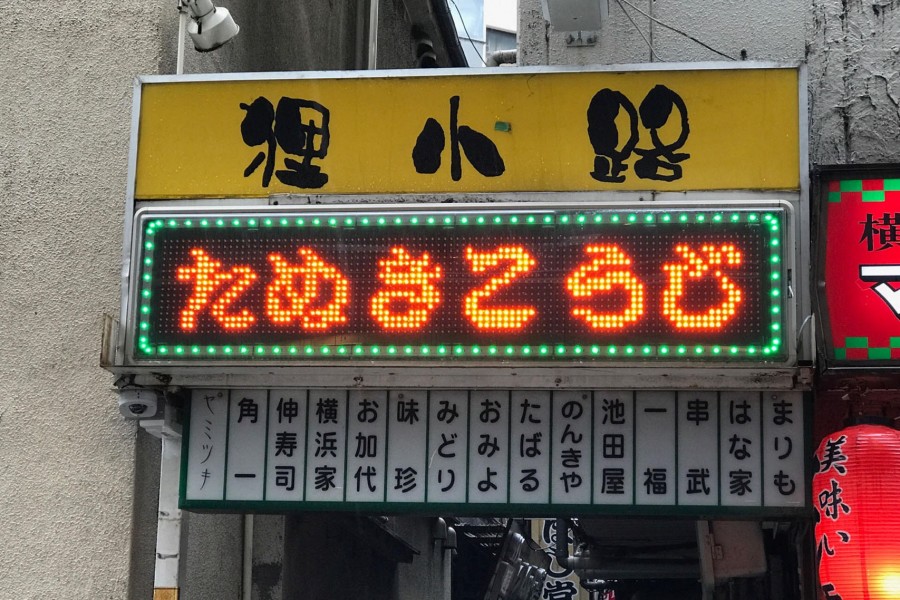 狸小路
たぬきこうじ
まりも
はな家
串武
一福
池田屋
のんきや
たばる
おみよ
みどり
味珍
お加代
横浜家
伸寿司
角一
ヤミツキ
横
美味い